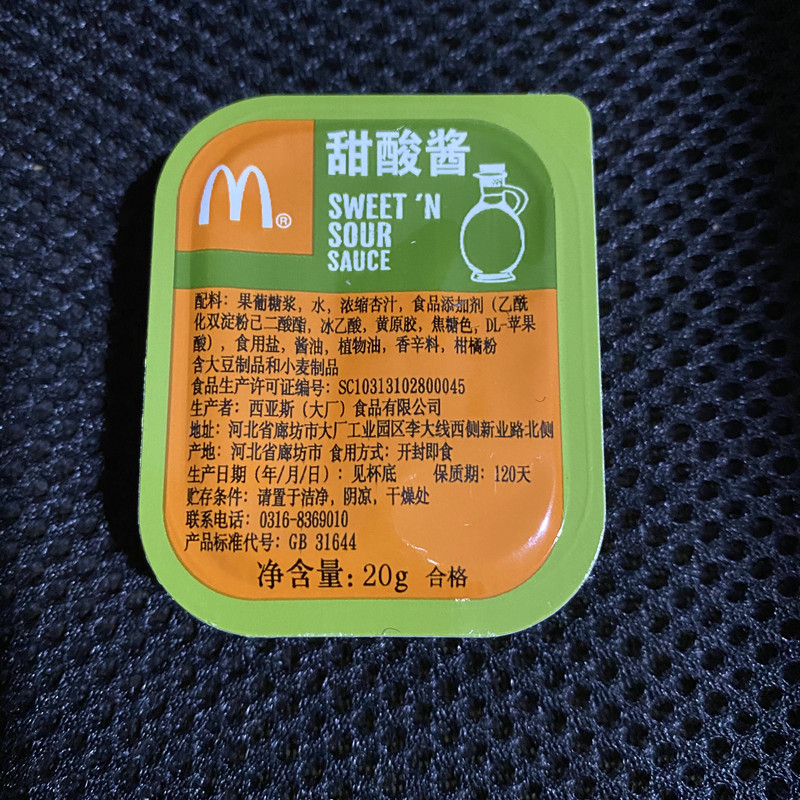 甜酸酱
SWEET 'N
SOUR
SAUCE
®
配料：果葡糖浆，水，浓缩杏汁，食品添加剂（乙酰
化双淀粉己二酸酯，冰乙酸，黄原胶，焦糖色，DL-苹果
酸），食用盐，酱油，植物油，香辛料，柑橘粉
含大豆制品和小麦制品
食品生产许可证编号：SC10313102800045
生产者：西亚斯（大厂）食品有限公司
地址：河北省廊坊市大厂工业园区李大线西侧新业路北侧
产地：河北省廊坊市 食用方式：开封即食
生产日期（年/月/日）：见杯底 保质期：120天
贮存条件：请置于洁净，阴凉，干燥处
联系电话：0316-8369010
产品标准代号：GB 31644
净含量：20g 合格